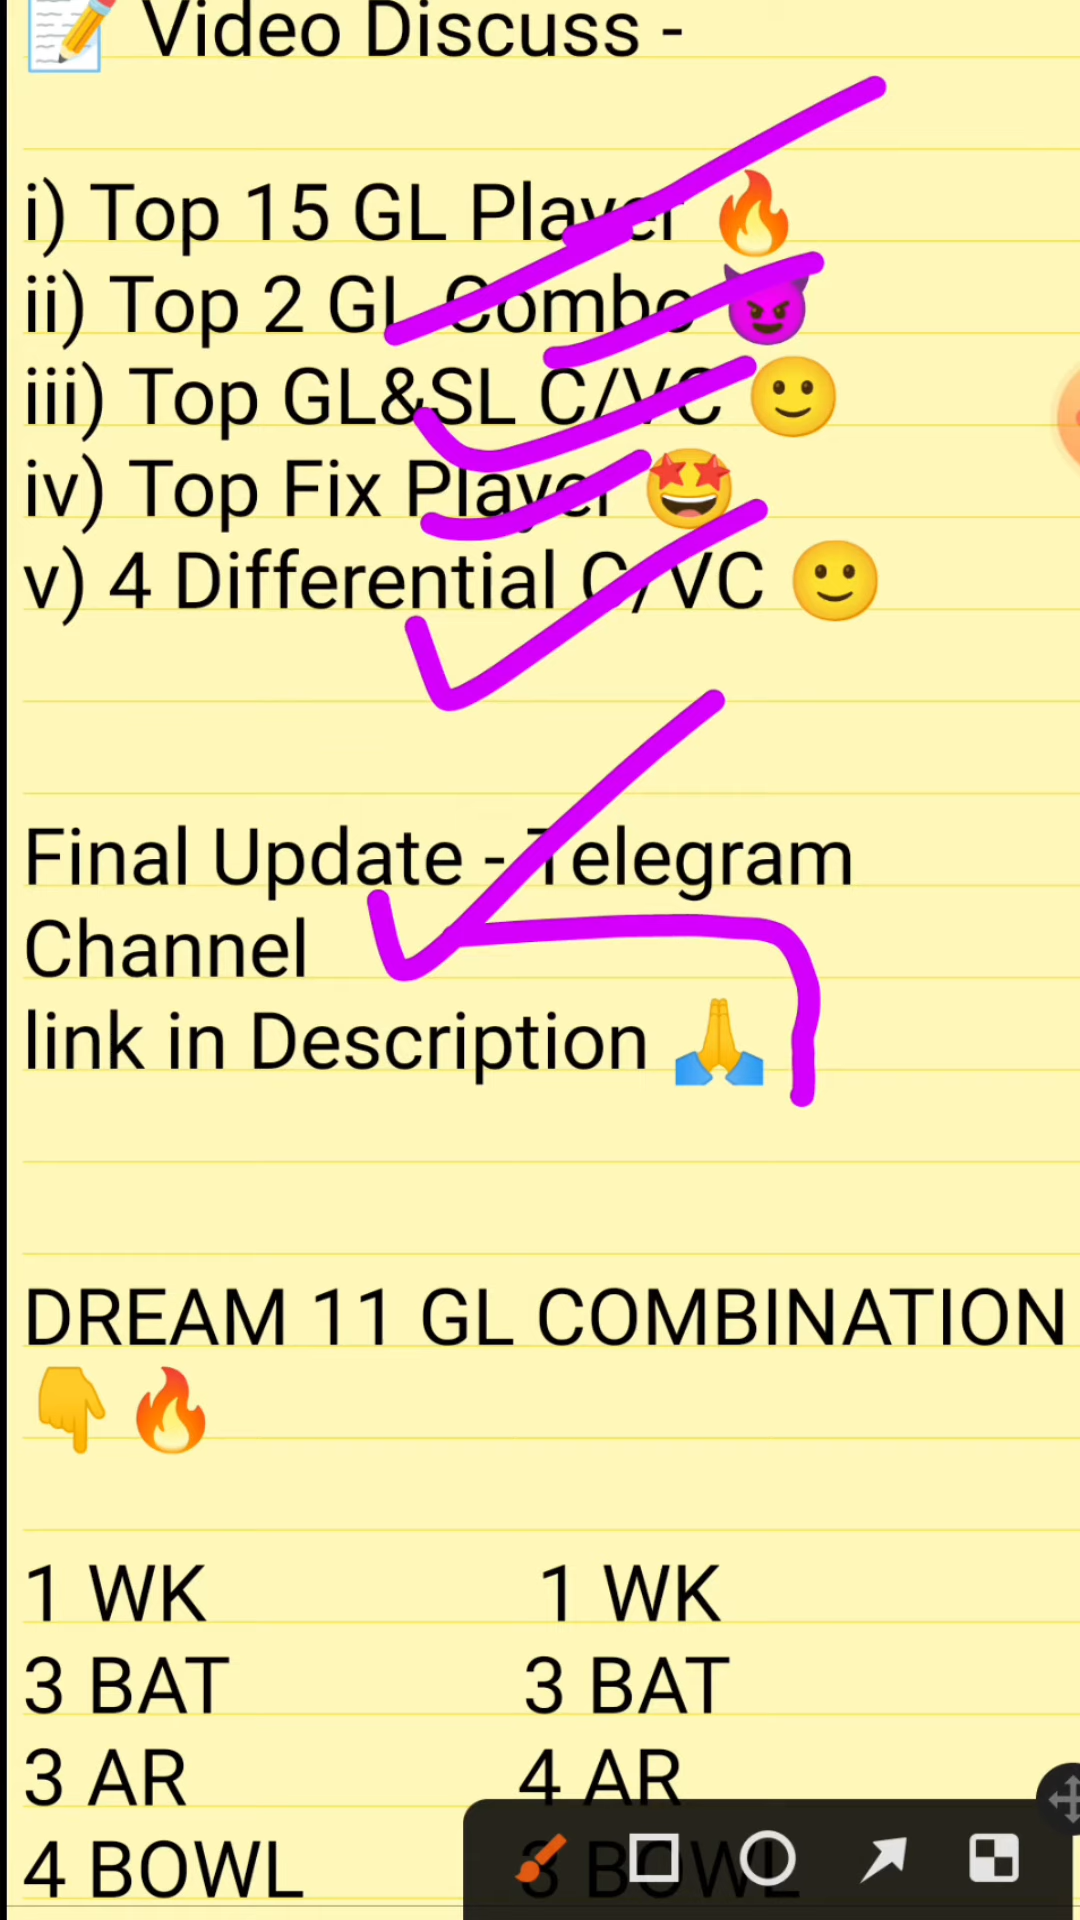 📝 Video Discuss -
i) Top 15 GL Player 🔥
ii) Top 2 GL Combo 😈
iii) Top GL&SL C/VC 🙂
iv) Top Fix Player 🤩
v) 4 Differential C/VC 🙂
Final Update - Telegram
Channel
link in Description 🙏
DREAM 11 GL COMBINATION
👇🔥
1 WK 1 WK
3 BAT 3 BAT
3 AR 4 AR
4 BOWL 3 BOWL